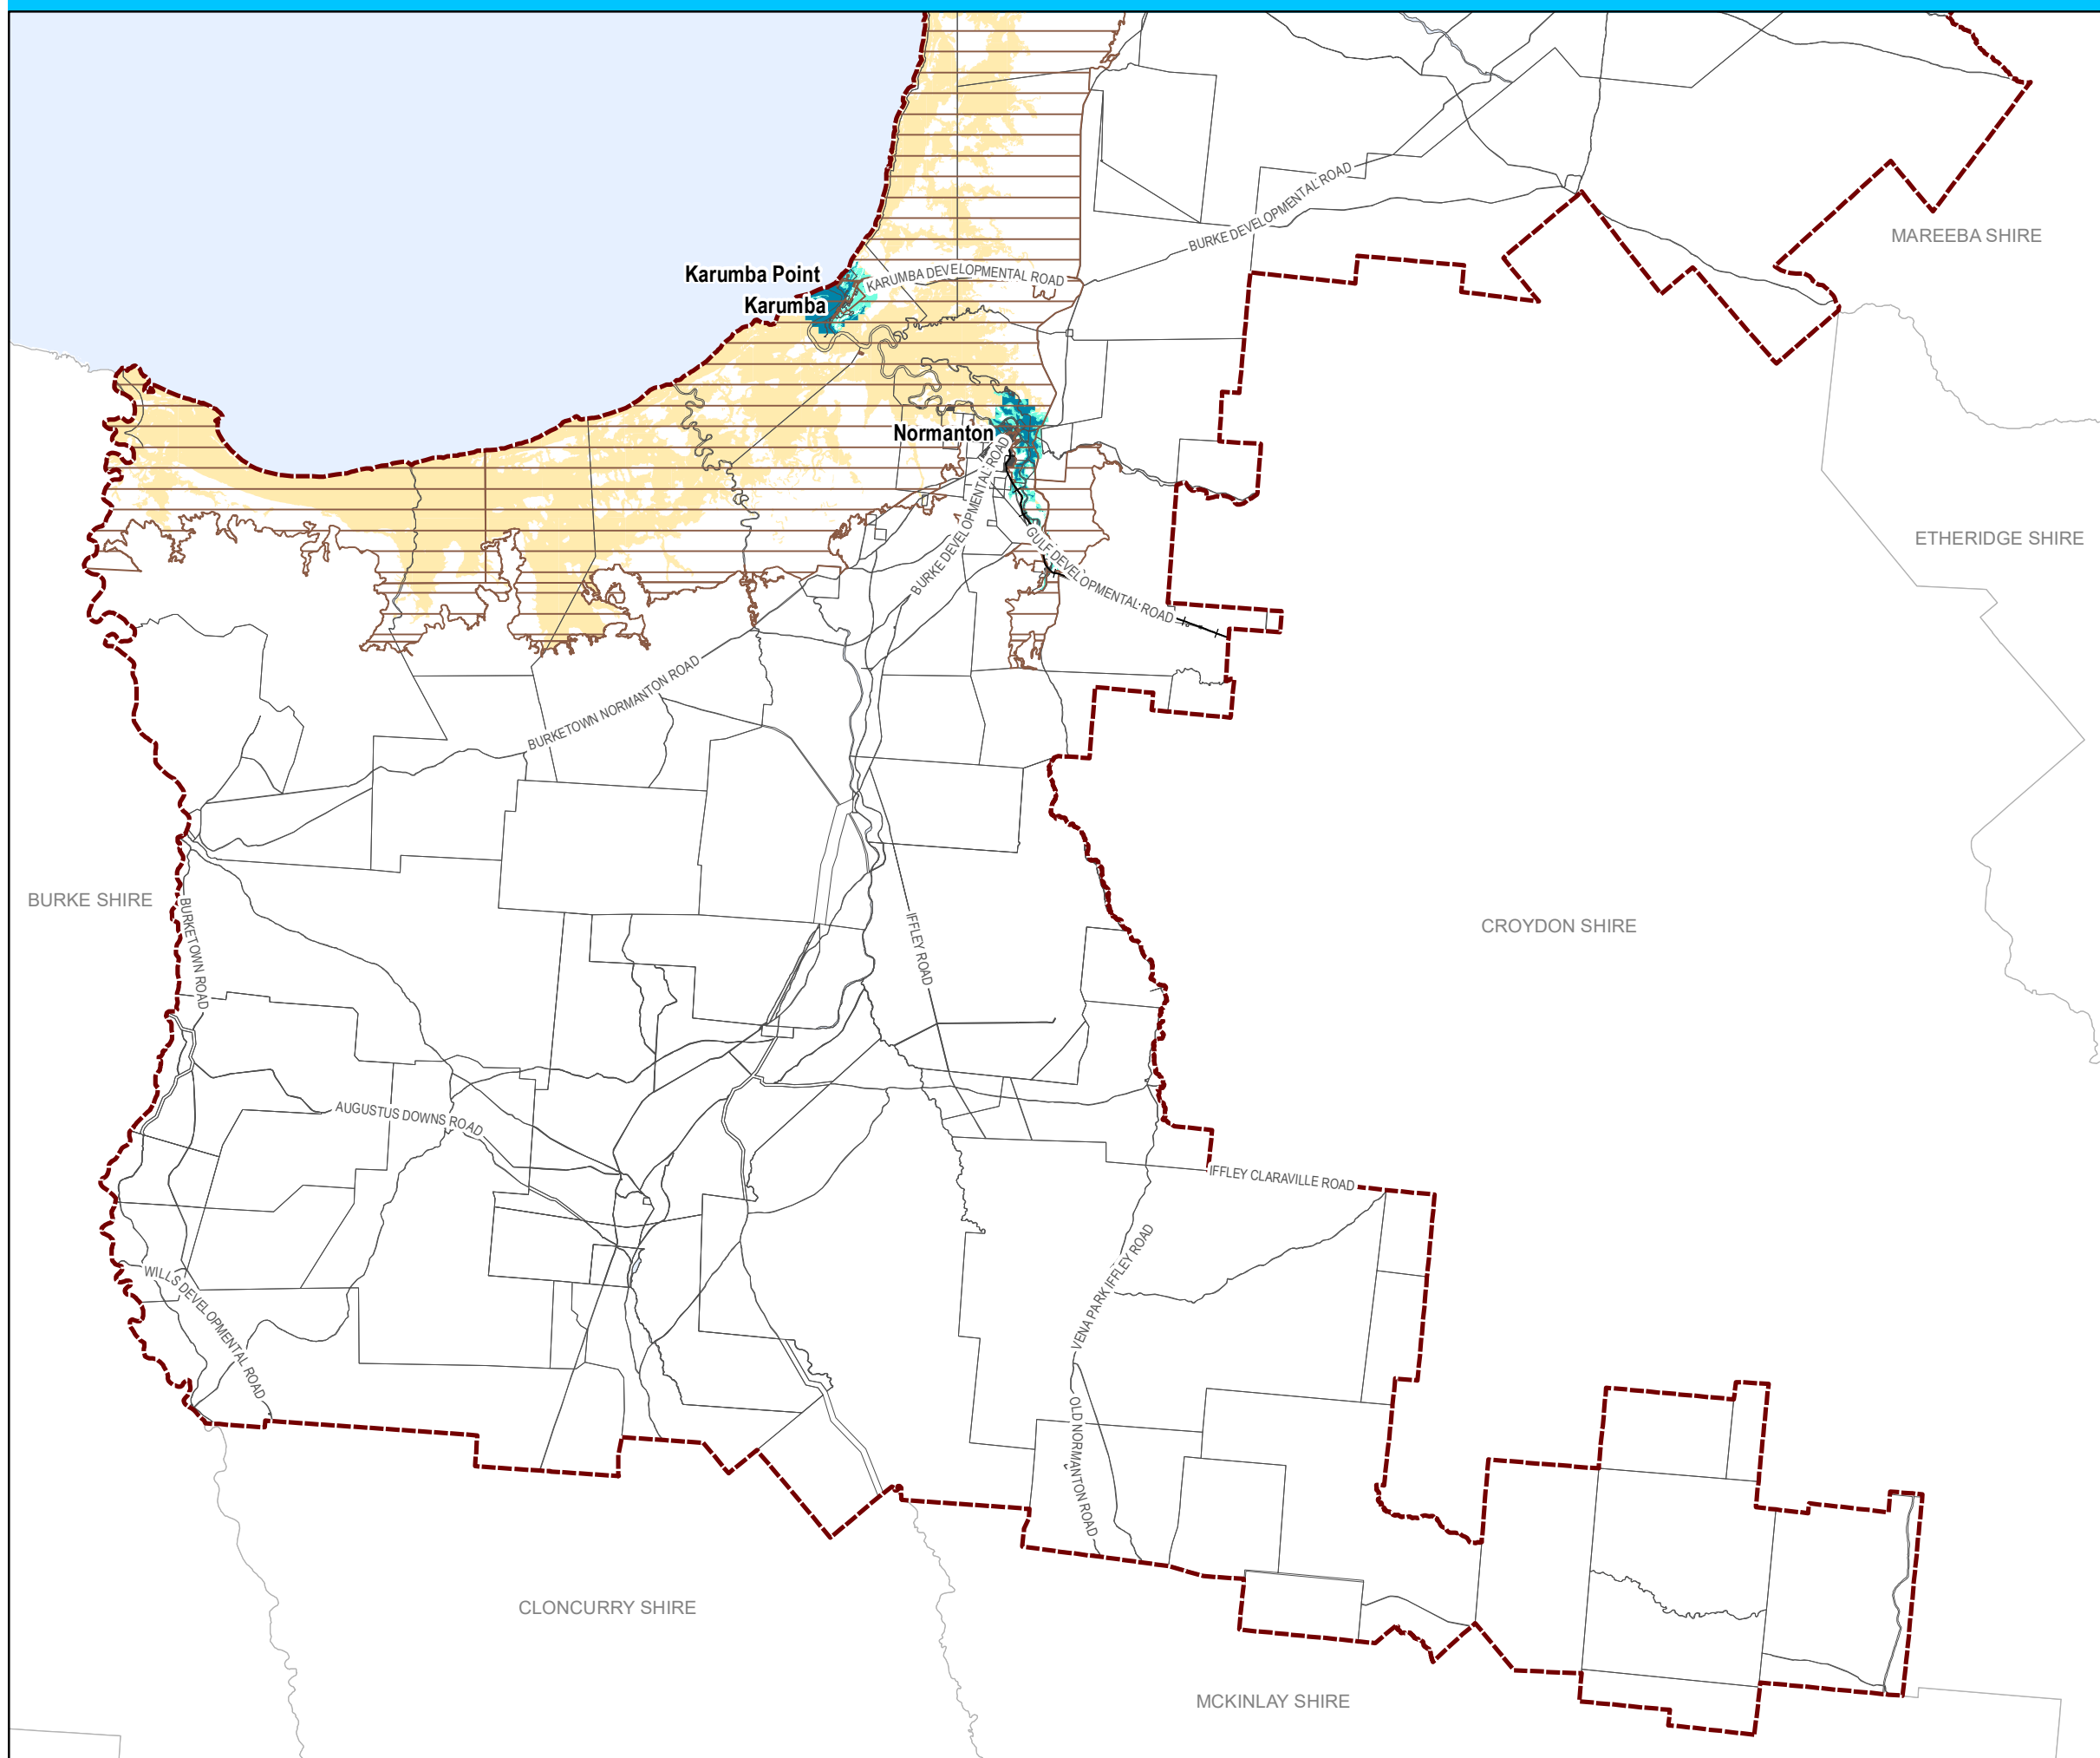 MAREEBA SHIRE
BURKE DEVELOPMENTAL ROAD
Karumba Point
KARUMBA DEVELOPMENTAL ROAD
Karumba
Normanton
BURKE DEVELOPMENTAL ROAD
ETHERIDGE SHIRE
GULF DEVELOPMENTAL ROAD
BURKETOWN NORMANTON ROAD
BURKE SHIRE
BURKETOWN ROAD
IFFLEY ROAD
CROYDON SHIRE
AUGUSTUS DOWNS ROAD
IFFLEY CLARAVILLE ROAD
VENA PARK IFFLEY ROAD
WILLS DEVELOPMENTAL ROAD
OLD NORMANTON ROAD
CLONCURRY SHIRE
MCKINLAY SHIRE